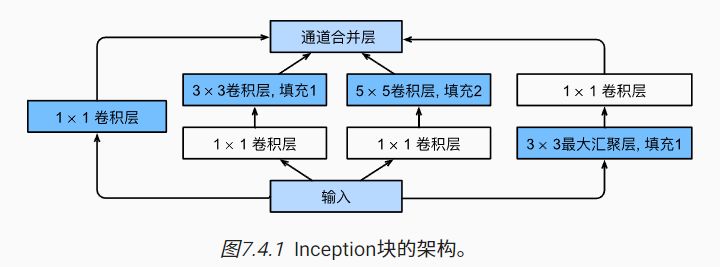 通道合并层
3 × 3卷积层, 填充1
5 × 5卷积层, 填充2
1 × 1 卷积层
1 × 1 卷积层
1 × 1 卷积层
1 × 1 卷积层
3 × 3最大汇聚层, 填充1
输入
图7.4.1 Inception块的架构。